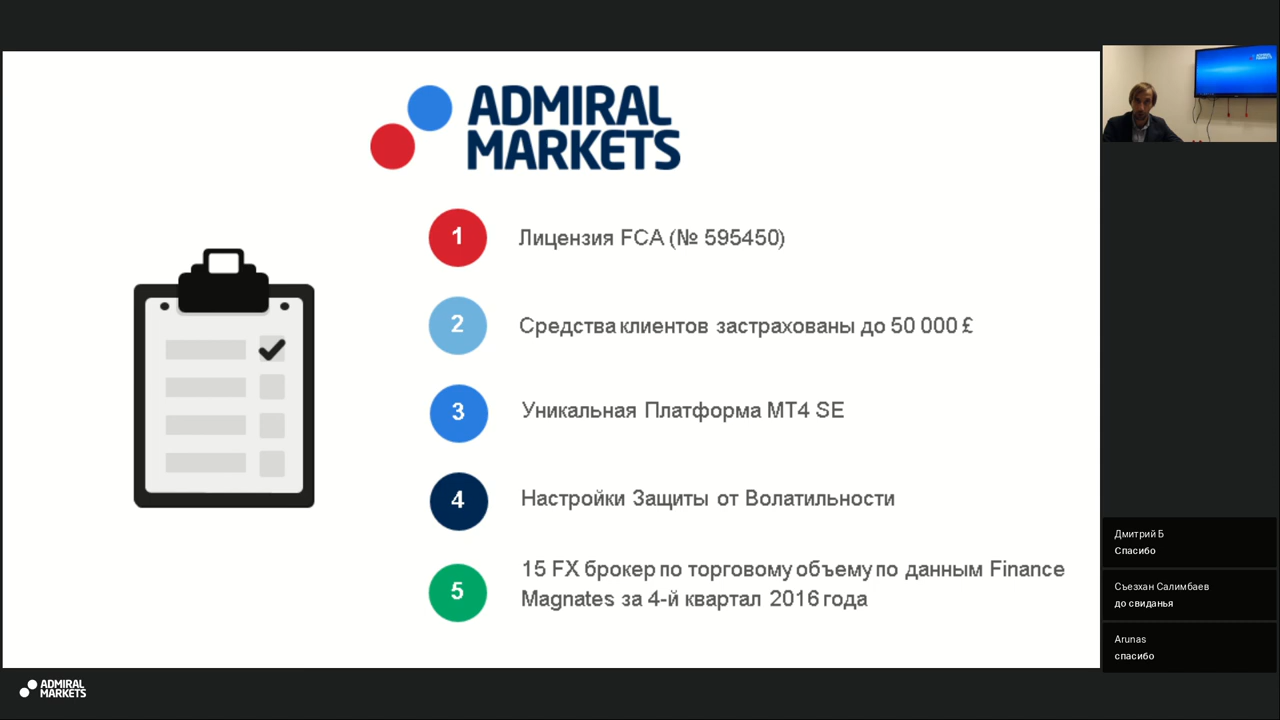 ADMIRAL
MARKETS
1
Лицензия FCA (№ 595450)
2
Средства клиентов застрахованы до 50 000 £
3
Уникальная Платформа MT4 SE
4
Настройки Защиты от Волатильности
5
15 FX брокер по торговому объему по данным Finance
Magnates за 4-й квартал 2016 года
Дмитрий Б
Спасибо
Съезхан Салимбаев
до свиданья
Arunas
спасибо
ADMIRAL
MARKETS